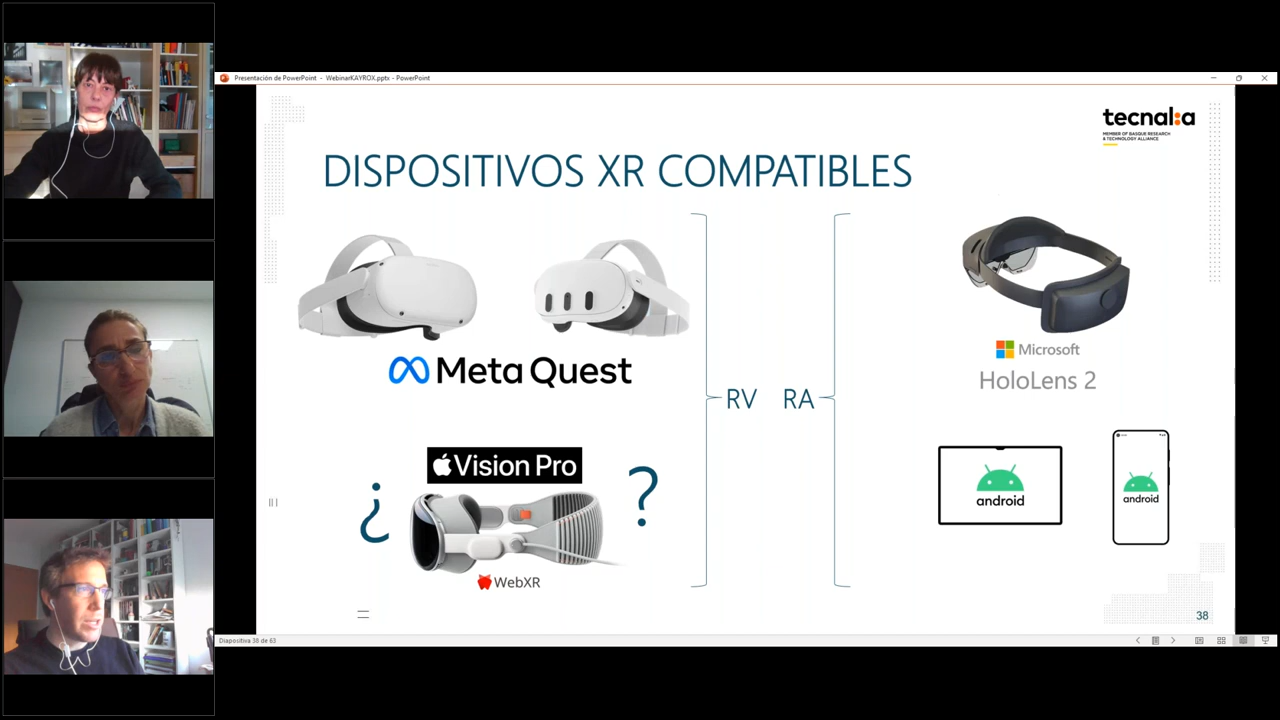 Presentación de PowerPoint - WebinarKAYROX.pptx - PowerPoint
tecnal:a
MEMBER OF BASQUE RESEARCH
& TECHNOLOGY ALLIANCE
DISPOSITIVOS XR COMPATIBLES
Meta Quest
RV RA
Microsoft
HoloLens 2
Vision Pro
¿ ?
WebXR
android
android
38
Diapositiva 38 de 63